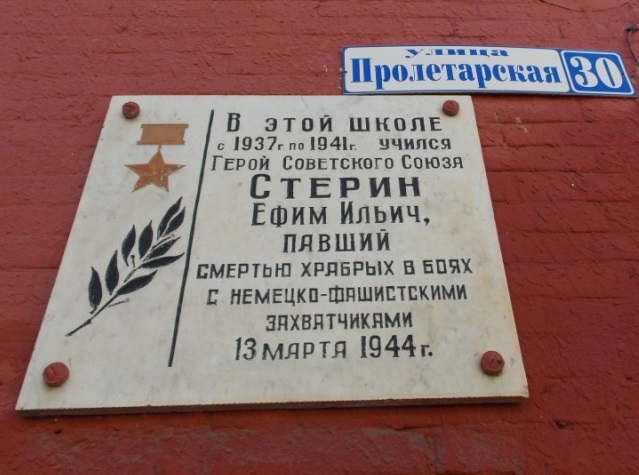 улица
Пролетарская 30
В этой школе
с 1937г по 1941г. учился
Герой Советского Союза
Стерин
Ефим Ильич,
павший
смертью храбрых в боях
с немецко-фашистскими
захватчиками
13 марта 1944 г.